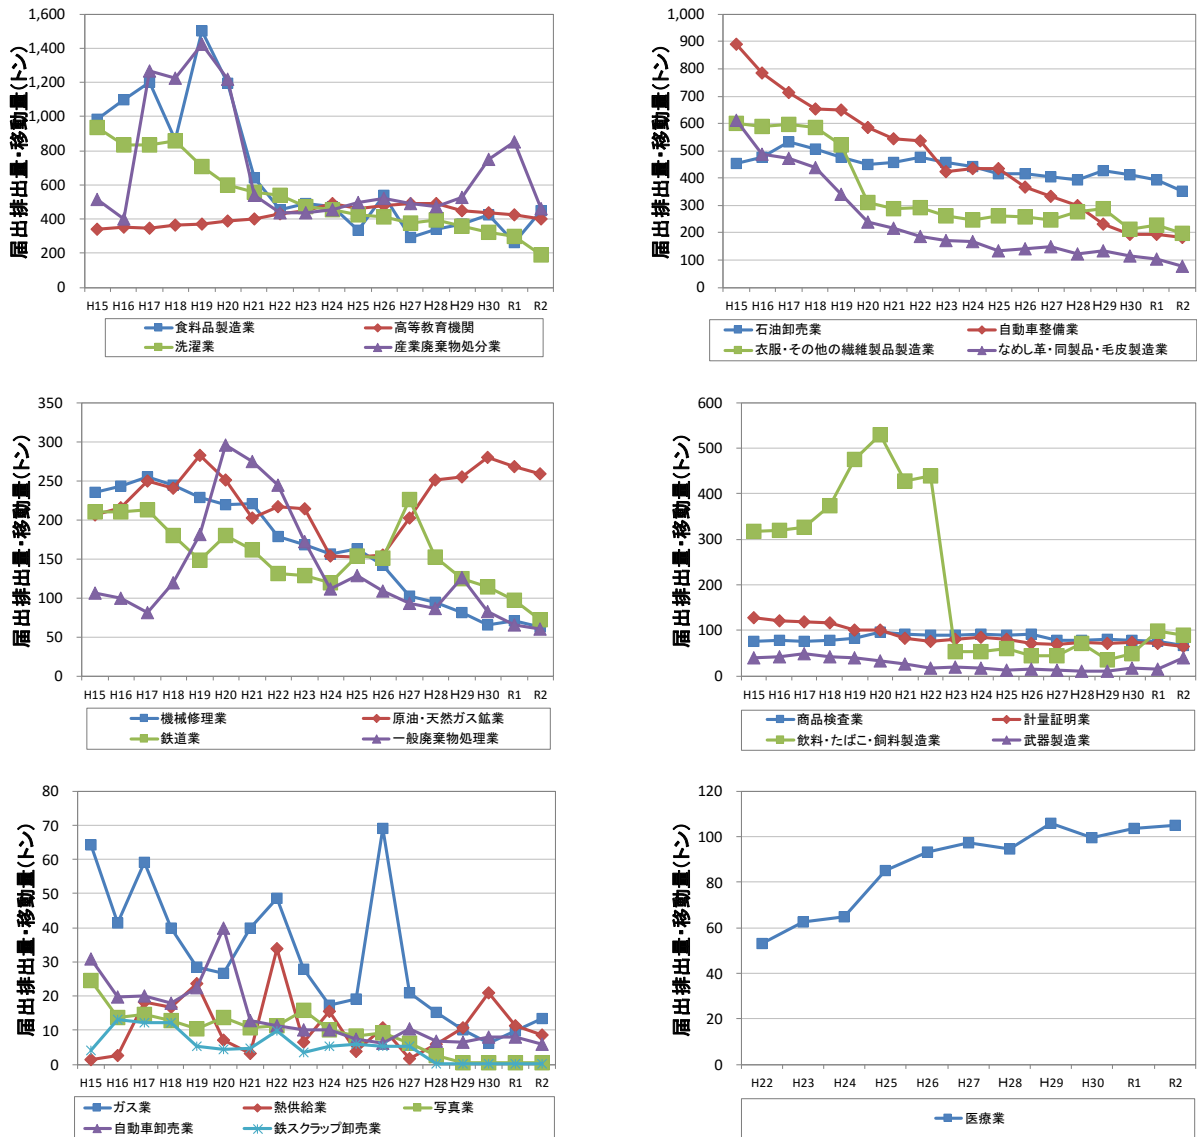 届出排出量・移動量(トン)
1,600
1,400
1,200
1,000
800
600
400
200
0
H15 H16 H17 H18 H19 H20 H21 H22 H23 H24 H25 H26 H27 H28 H29 H30 R1 R2
食料品製造業 高等教育機関
洗濯業 産業廃棄物処分業
届出排出量・移動量(トン)
1,000
900
800
700
600
500
400
300
200
100
0
H15 H16 H17 H18 H19 H20 H21 H22 H23 H24 H25 H26 H27 H28 H29 H30 R1 R2
石油卸売業 自動車整備業
衣服・その他の繊維製品製造業 なめし革・同製品・毛皮製造業
届出排出量・移動量(トン)
350
300
250
200
150
100
50
0
H15 H16 H17 H18 H19 H20 H21 H22 H23 H24 H25 H26 H27 H28 H29 H30 R1 R2
機械修理業 原油・天然ガス鉱業
鉄道業 一般廃棄物処理業
届出排出量・移動量(トン)
600
500
400
300
200
100
0
H15 H16 H17 H18 H19 H20 H21 H22 H23 H24 H25 H26 H27 H28 H29 H30 R1 R2
商品検査業 計量証明業
飲料・たばこ・飼料製造業 武器製造業
届出排出量・移動量(トン)
80
70
60
50
40
30
20
10
0
H15 H16 H17 H18 H19 H20 H21 H22 H23 H24 H25 H26 H27 H28 H29 H30 R1 R2
ガス業 熱供給業 写真業
自動車卸売業 鉄スクラップ卸売業
届出排出量・移動量(トン)
120
100
80
60
40
20
0
H22 H23 H24 H25 H26 H27 H28 H29 H30 R1 R2
医療業